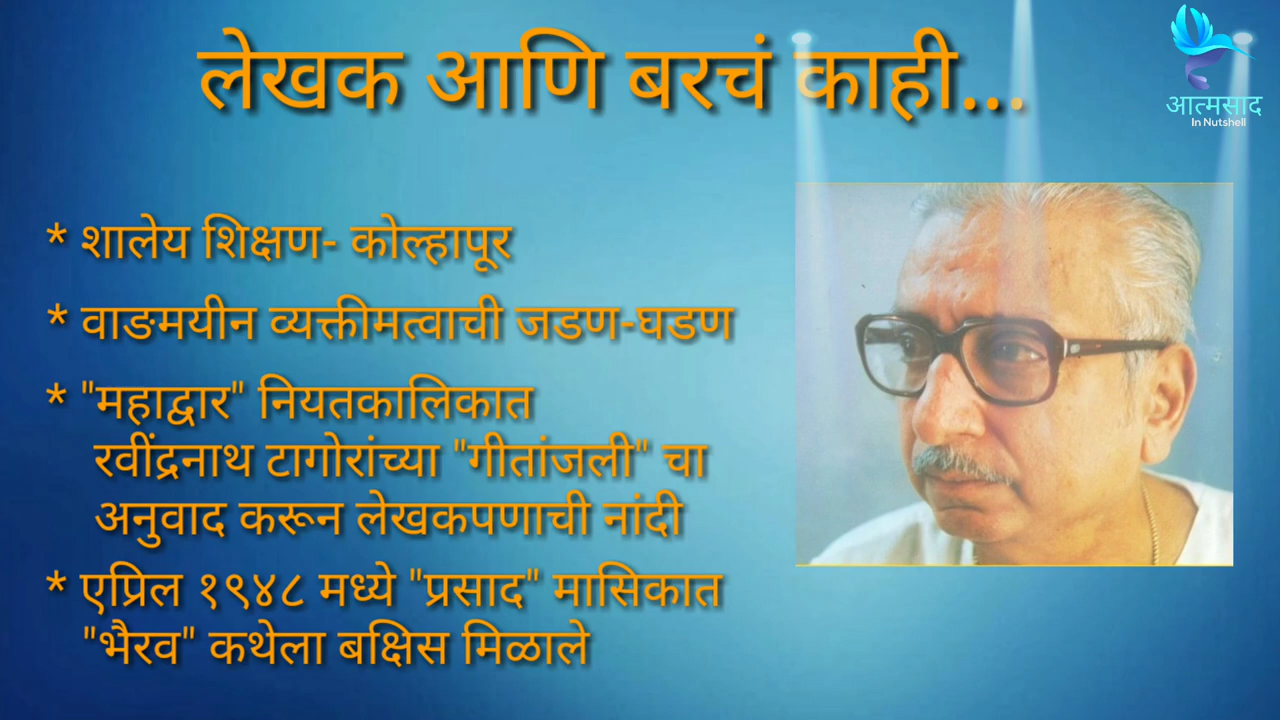 लेखक आणि बरचं काही...
आत्मसाद
In Nutshell
* शालेय शिक्षण- कोल्हापूर
* वाङमयीन व्यक्तीमत्वाची जडण-घडण
* "महाद्वार" नियतकालिकात
रवींद्रनाथ टागोरांच्या "गीतांजली" चा
अनुवाद करून लेखकपणाची नांदी
* एप्रिल १९४८ मध्ये "प्रसाद" मासिकात
"भैरव" कथेला बक्षिस मिळाले